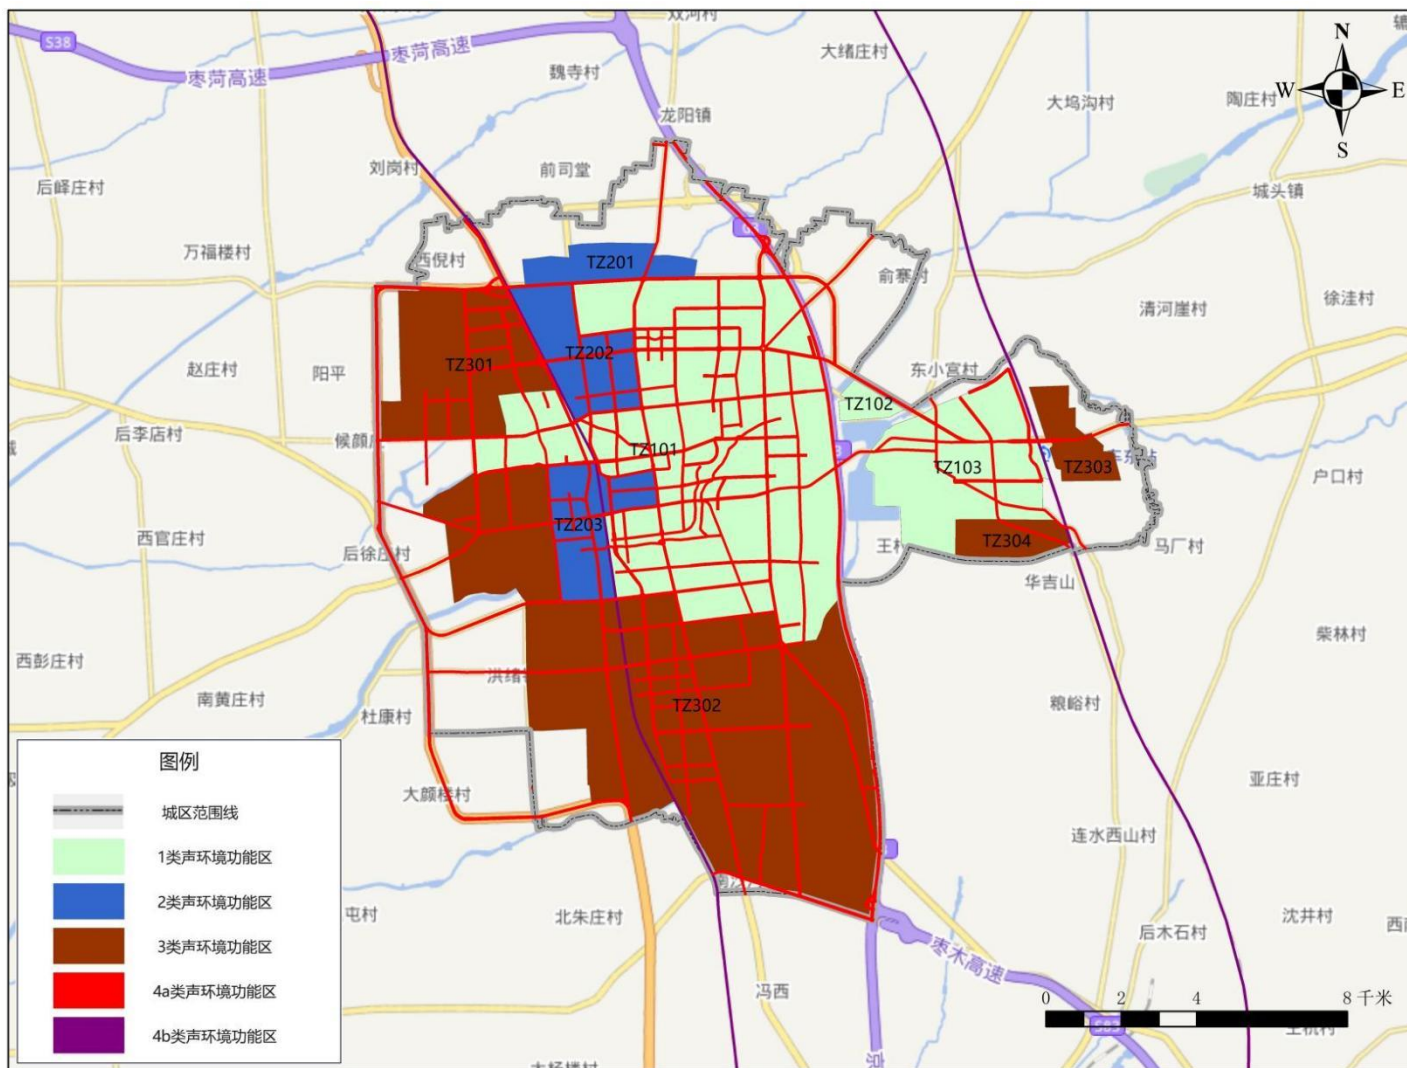 双河村
S38
枣菏高速
枣菏高速
大绪庄村
魏寺村
N
W
E
S
大坞沟村
陶庄村
龙阳镇
刘岗村
前司堂
后峄庄村
城头镇
万福楼村
西倪村
TZ201
俞寨村
清河崖村
徐洼村
TZ202
TZ301
赵庄村
阳平
东小宫村
TZ102
后李店村
候颜
TZ101
TZ103
TZ303
户口村
TZ203
西官庄村
后徐庄村
王村
TZ304
马厂村
华吉山
柴林村
西彭庄村
南黄庄村
洪绪
TZ302
杜康村
粮峪村
大颜楼村
亚庄村
连水西山村
屯村
北朱庄村
后木石村
沈井村
枣木高速
冯西
S83
京
图例
城区范围线
1类声环境功能区
2类声环境功能区
3类声环境功能区
4a类声环境功能区
4b类声环境功能区
0 2 4 8 千米